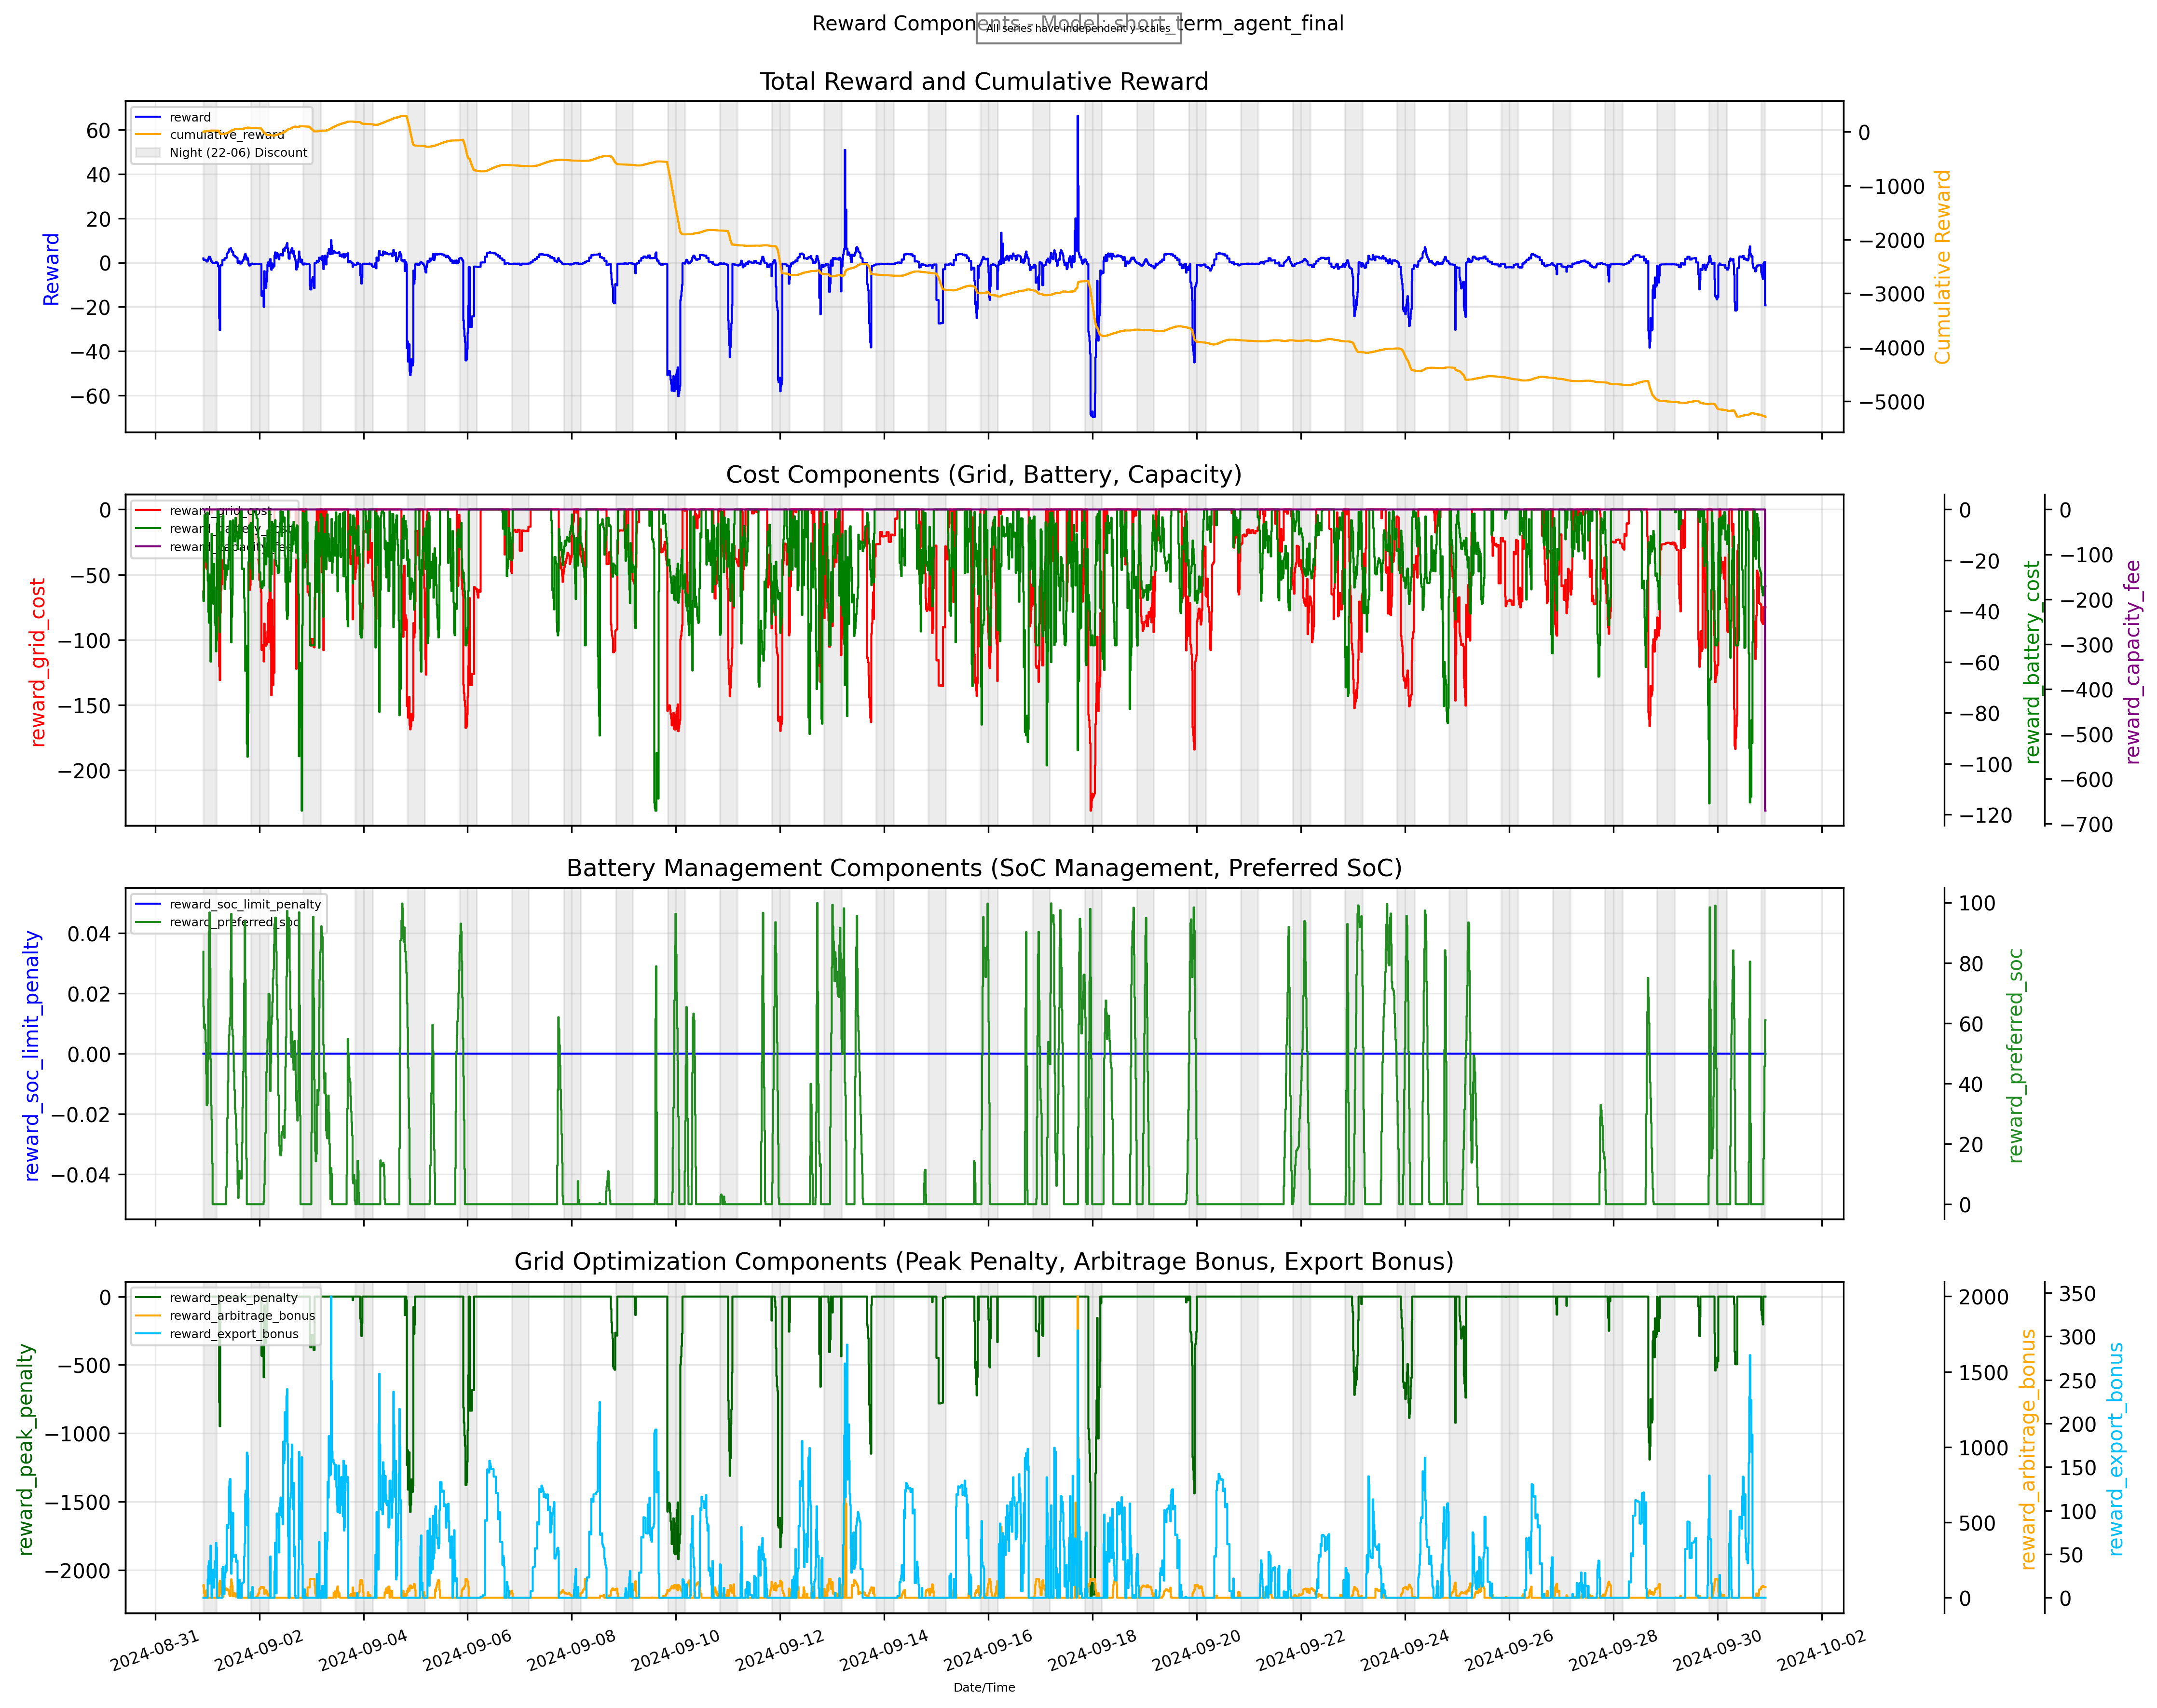 Reward Components - Model: short_term_agent_final
All series have independent y-scales
Total Reward and Cumulative Reward
reward
cumulative_reward
Night (22-06) Discount
60
40
20
0
−20
−40
−60
Reward
0
−1000
−2000
−3000
−4000
−5000
Cumulative Reward
Cost Components (Grid, Battery, Capacity)
reward_grid_cost
reward_battery_cost
reward_capacity_fee
0
−50
−100
−150
−200
reward_grid_cost
0
−20
−40
−60
−80
−100
−120
reward_battery_cost
0
−100
−200
−300
−400
−500
−600
−700
reward_capacity_fee
Battery Management Components (SoC Management, Preferred SoC)
reward_soc_limit_penalty
reward_preferred_soc
0.04
0.02
0.00
−0.02
−0.04
reward_soc_limit_penalty
100
80
60
40
20
0
reward_preferred_soc
Grid Optimization Components (Peak Penalty, Arbitrage Bonus, Export Bonus)
reward_peak_penalty
reward_arbitrage_bonus
reward_export_bonus
0
−500
−1000
−1500
−2000
reward_peak_penalty
2000
1500
1000
500
0
reward_arbitrage_bonus
350
300
250
200
150
100
50
0
reward_export_bonus
2024-08-31
2024-09-02
2024-09-04
2024-09-06
2024-09-08
2024-09-10
2024-09-12
2024-09-14
2024-09-16
2024-09-18
2024-09-20
2024-09-22
2024-09-24
2024-09-26
2024-09-28
2024-09-30
2024-10-02
Date/Time